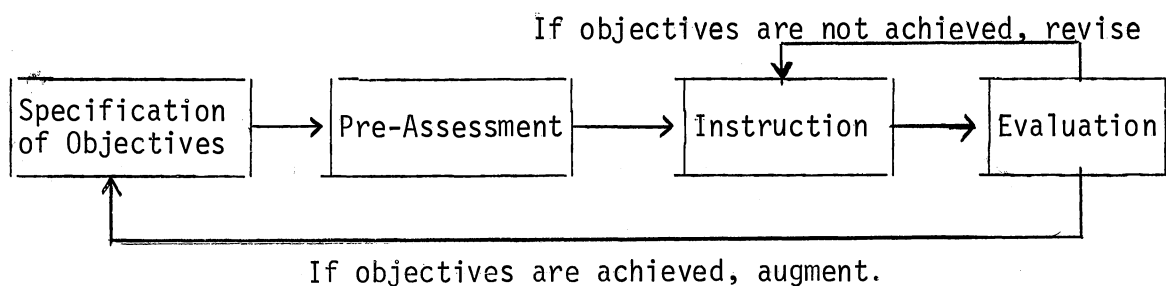 If objectives are not achieved, revise
Specification
of Objectives
Pre-Assessment
Instruction
Evaluation
If objectives are achieved, augment.